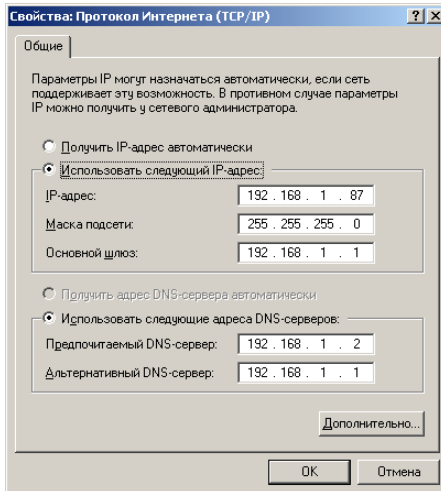 Свойства: Протокол Интернета (TCP/IP)
Общие
Параметры IP могут назначаться автоматически, если сеть
поддерживает эту возможность. В противном случае параметры
IP можно получить у сетевого администратора.
Получить IP-адрес автоматически
Использовать следующий IP-адрес:
IP-адрес: 192 . 168 . 1 . 87
Маска подсети: 255 . 255 . 255 . 0
Основной шлюз: 192 . 168 . 1 . 1
Получить адрес DNS-сервера автоматически
Использовать следующие адреса DNS-серверов:
Предпочитаемый DNS-сервер: 192 . 168 . 1 . 2
Альтернативный DNS-сервер: 192 . 168 . 1 . 1
Дополнительно...
OK Отмена